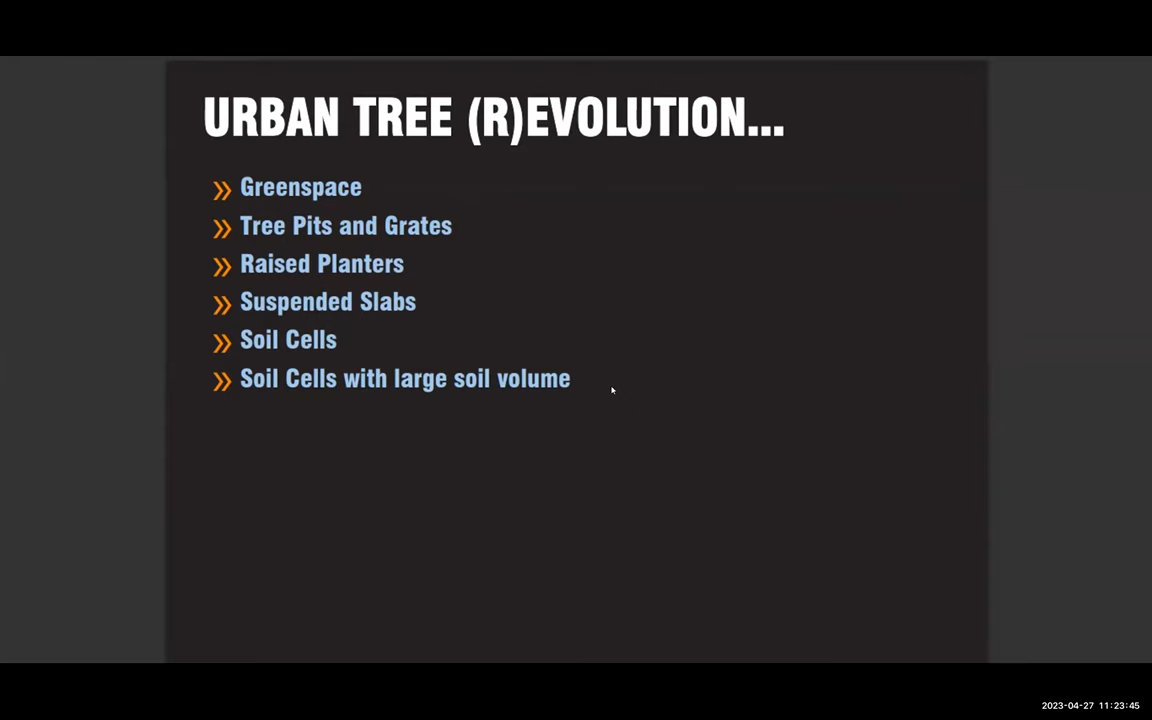 URBAN TREE (R)EVOLUTION...
» Greenspace
» Tree Pits and Grates
» Raised Planters
» Suspended Slabs
» Soil Cells
» Soil Cells with large soil volume
2023-04-27 11:23:45